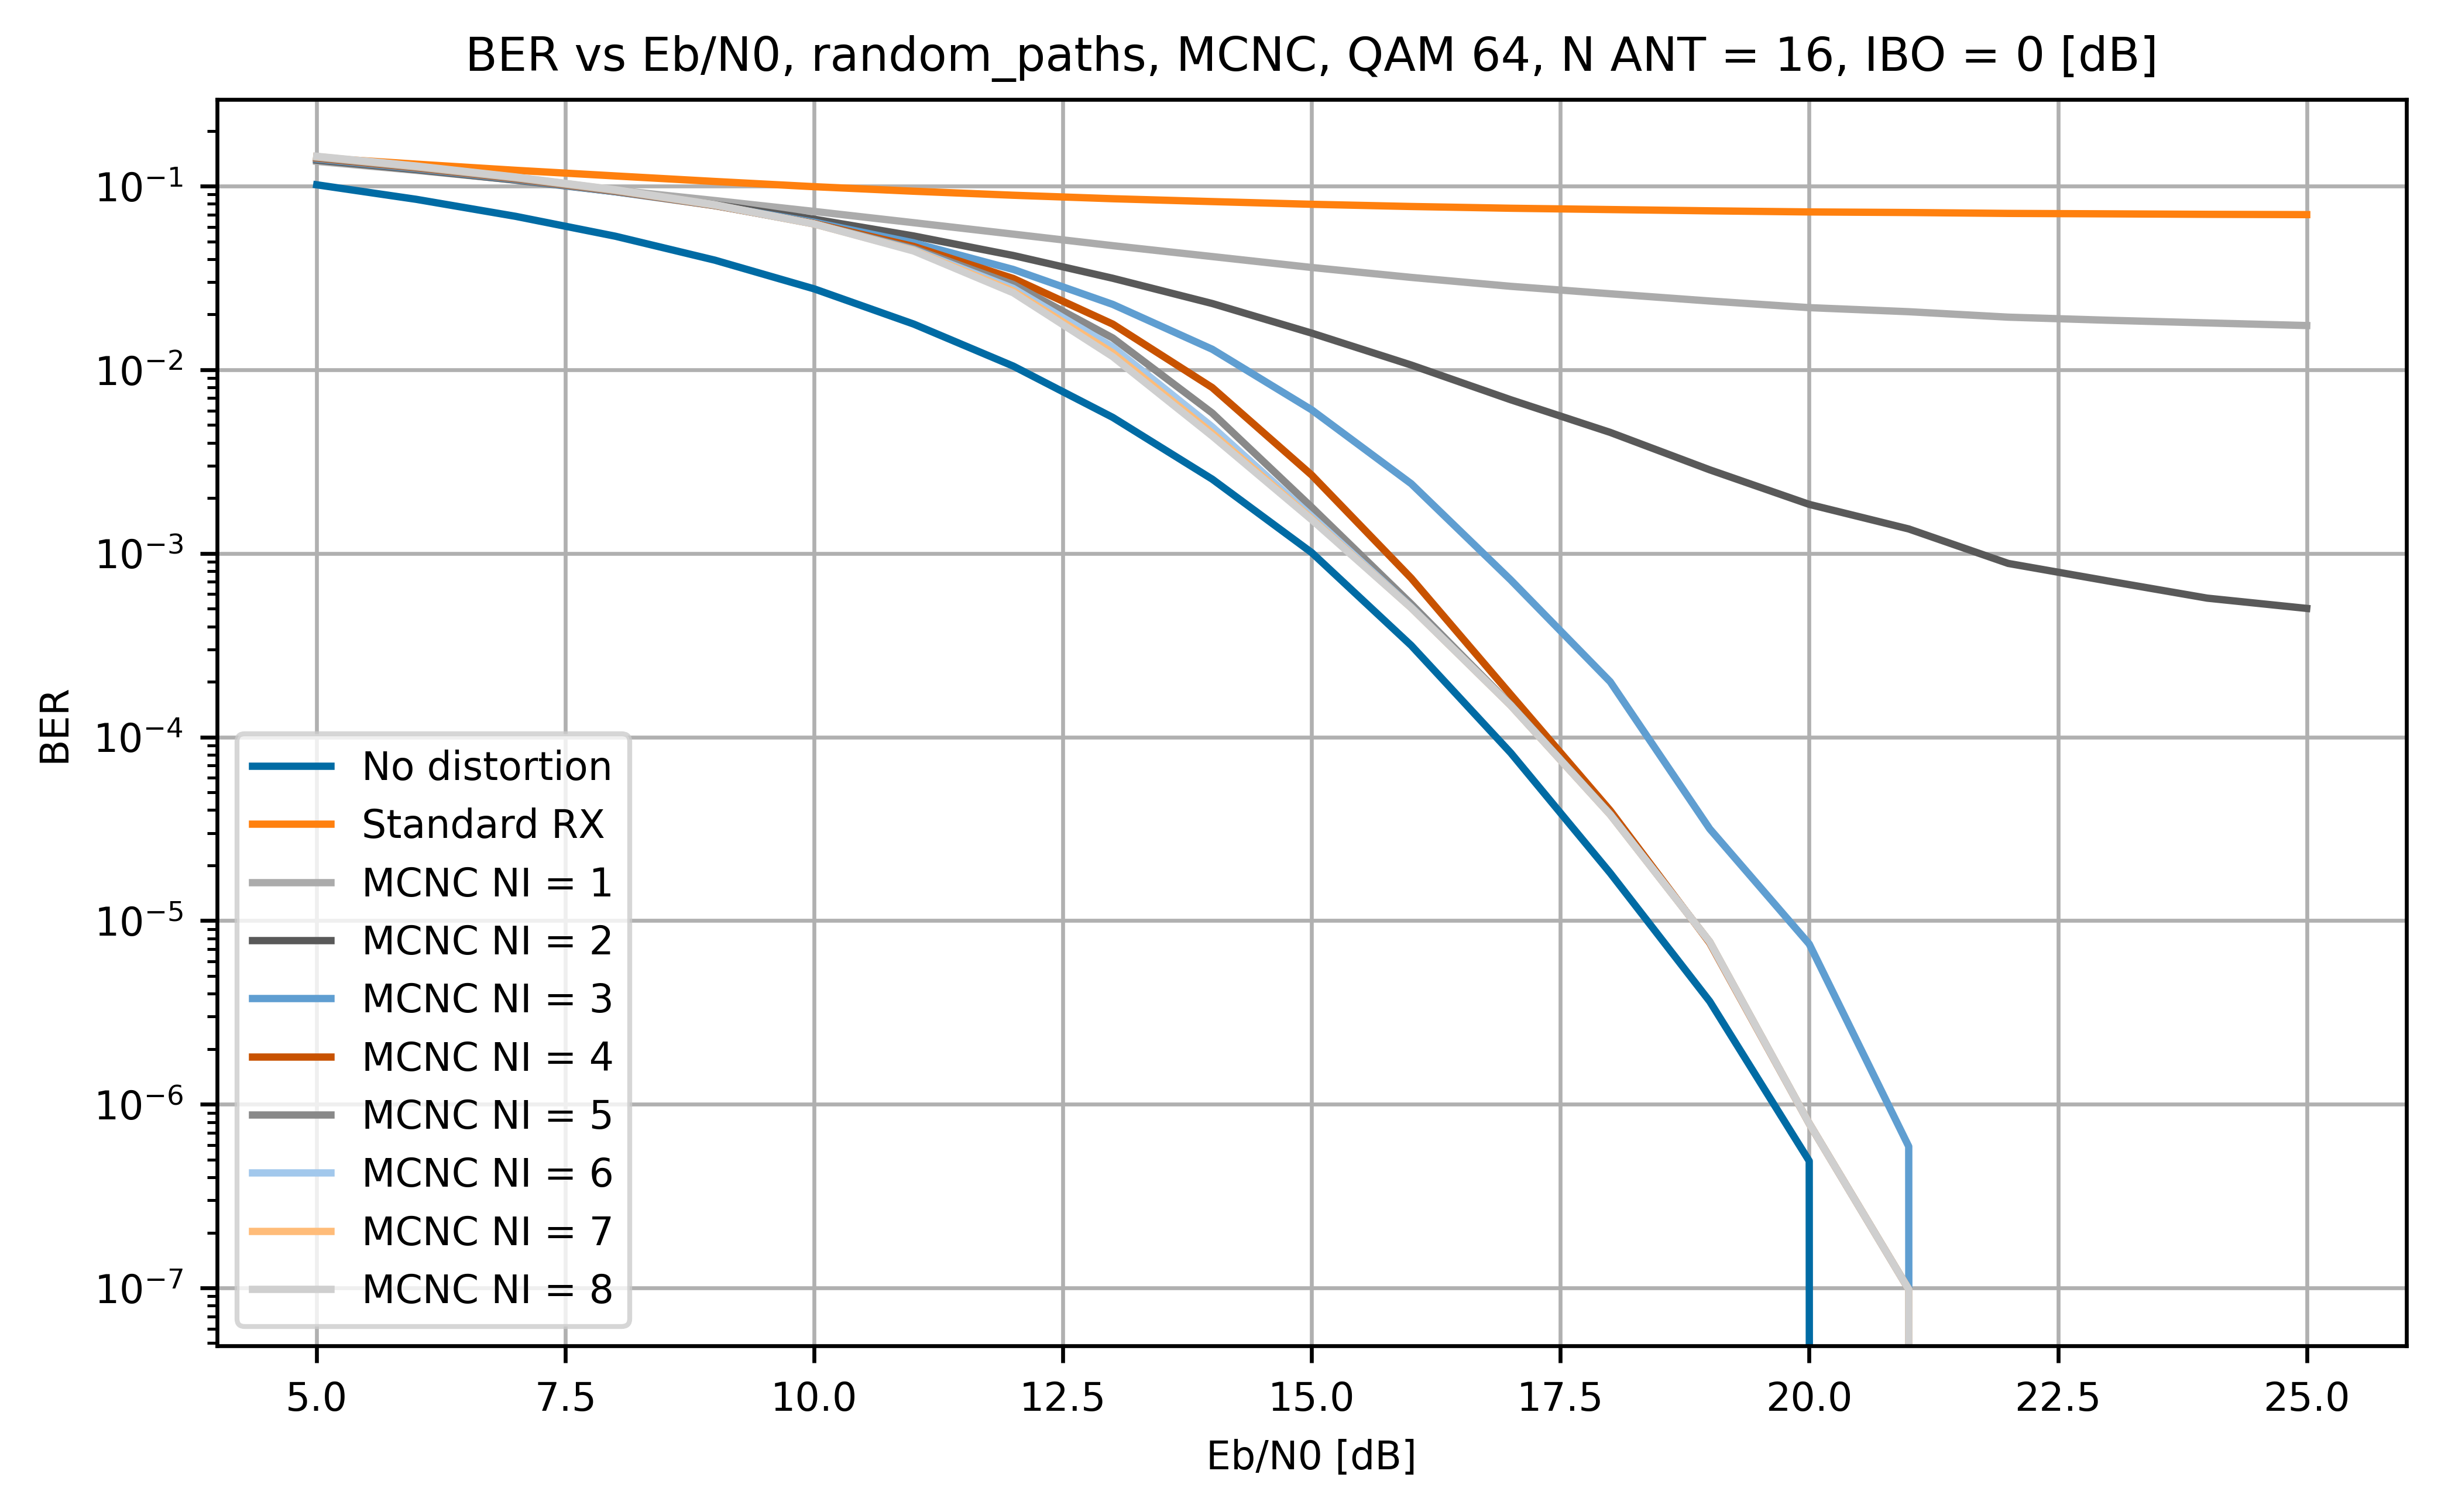 BER vs Eb/N0, random_paths, MCNC, QAM 64, N ANT = 16, IBO = 0 [dB]
BER
10⁻¹
10⁻²
10⁻³
10⁻⁴
10⁻⁵
10⁻⁶
10⁻⁷
No distortion
Standard RX
MCNC NI = 1
MCNC NI = 2
MCNC NI = 3
MCNC NI = 4
MCNC NI = 5
MCNC NI = 6
MCNC NI = 7
MCNC NI = 8
5.0 7.5 10.0 12.5 15.0 17.5 20.0 22.5 25.0
Eb/N0 [dB]